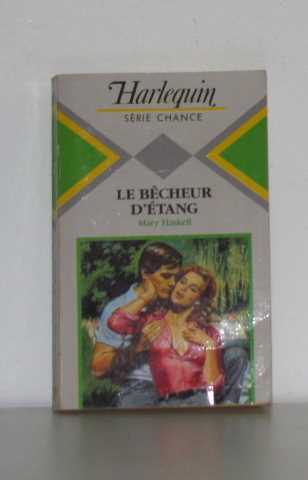 Harlequin
SÉRIE CHANCE
LE BÊCHEUR
D'ÉTANG
Mary Haskell